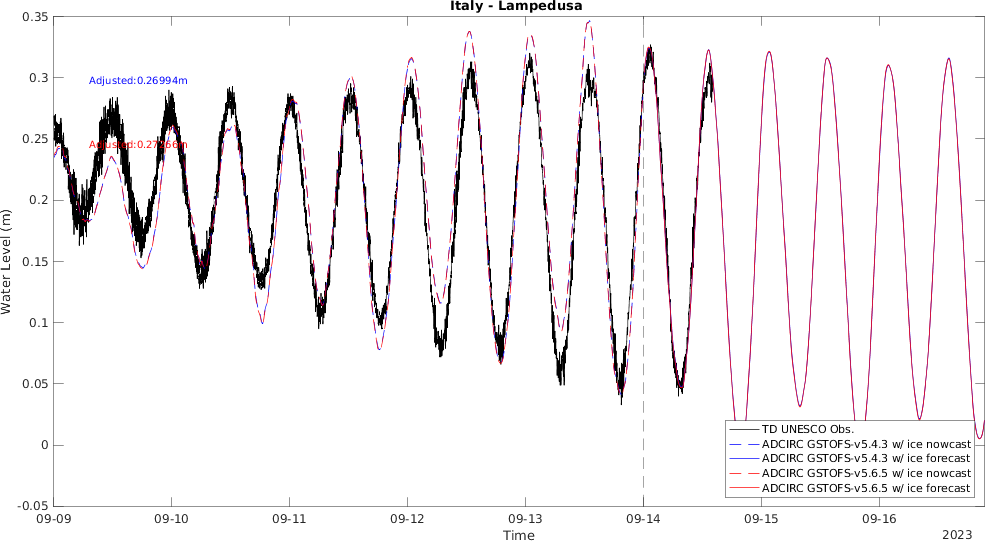 Italy - Lampedusa
0.35
0.3
0.25
0.2
0.15
0.1
0.05
0
-0.05
Water Level (m)
Adjusted:0.26994m
TD UNESCO Obs.
ADCIRC GSTOFS-v5.4.3 w/ ice nowcast
ADCIRC GSTOFS-v5.4.3 w/ ice forecast
ADCIRC GSTOFS-v5.6.5 w/ ice nowcast
ADCIRC GSTOFS-v5.6.5 w/ ice forecast
09-09 09-10 09-11 09-12 09-13 09-14 09-15 09-16
Time
2023